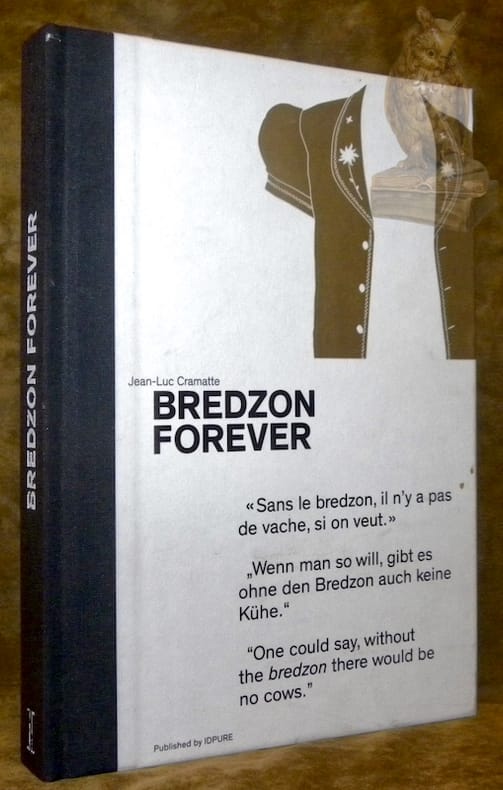 BREDZON FOREVER
Jean-Luc Cramatte
BREDZON
FOREVER
«Sans le bredzon, il n'y a pas
de vache, si on veut.»
„Wenn man so will, gibt es
ohne den Bredzon auch keine
Kühe.“
“One could say, without
the bredzon there would be
no cows.”
Published by IDPURE